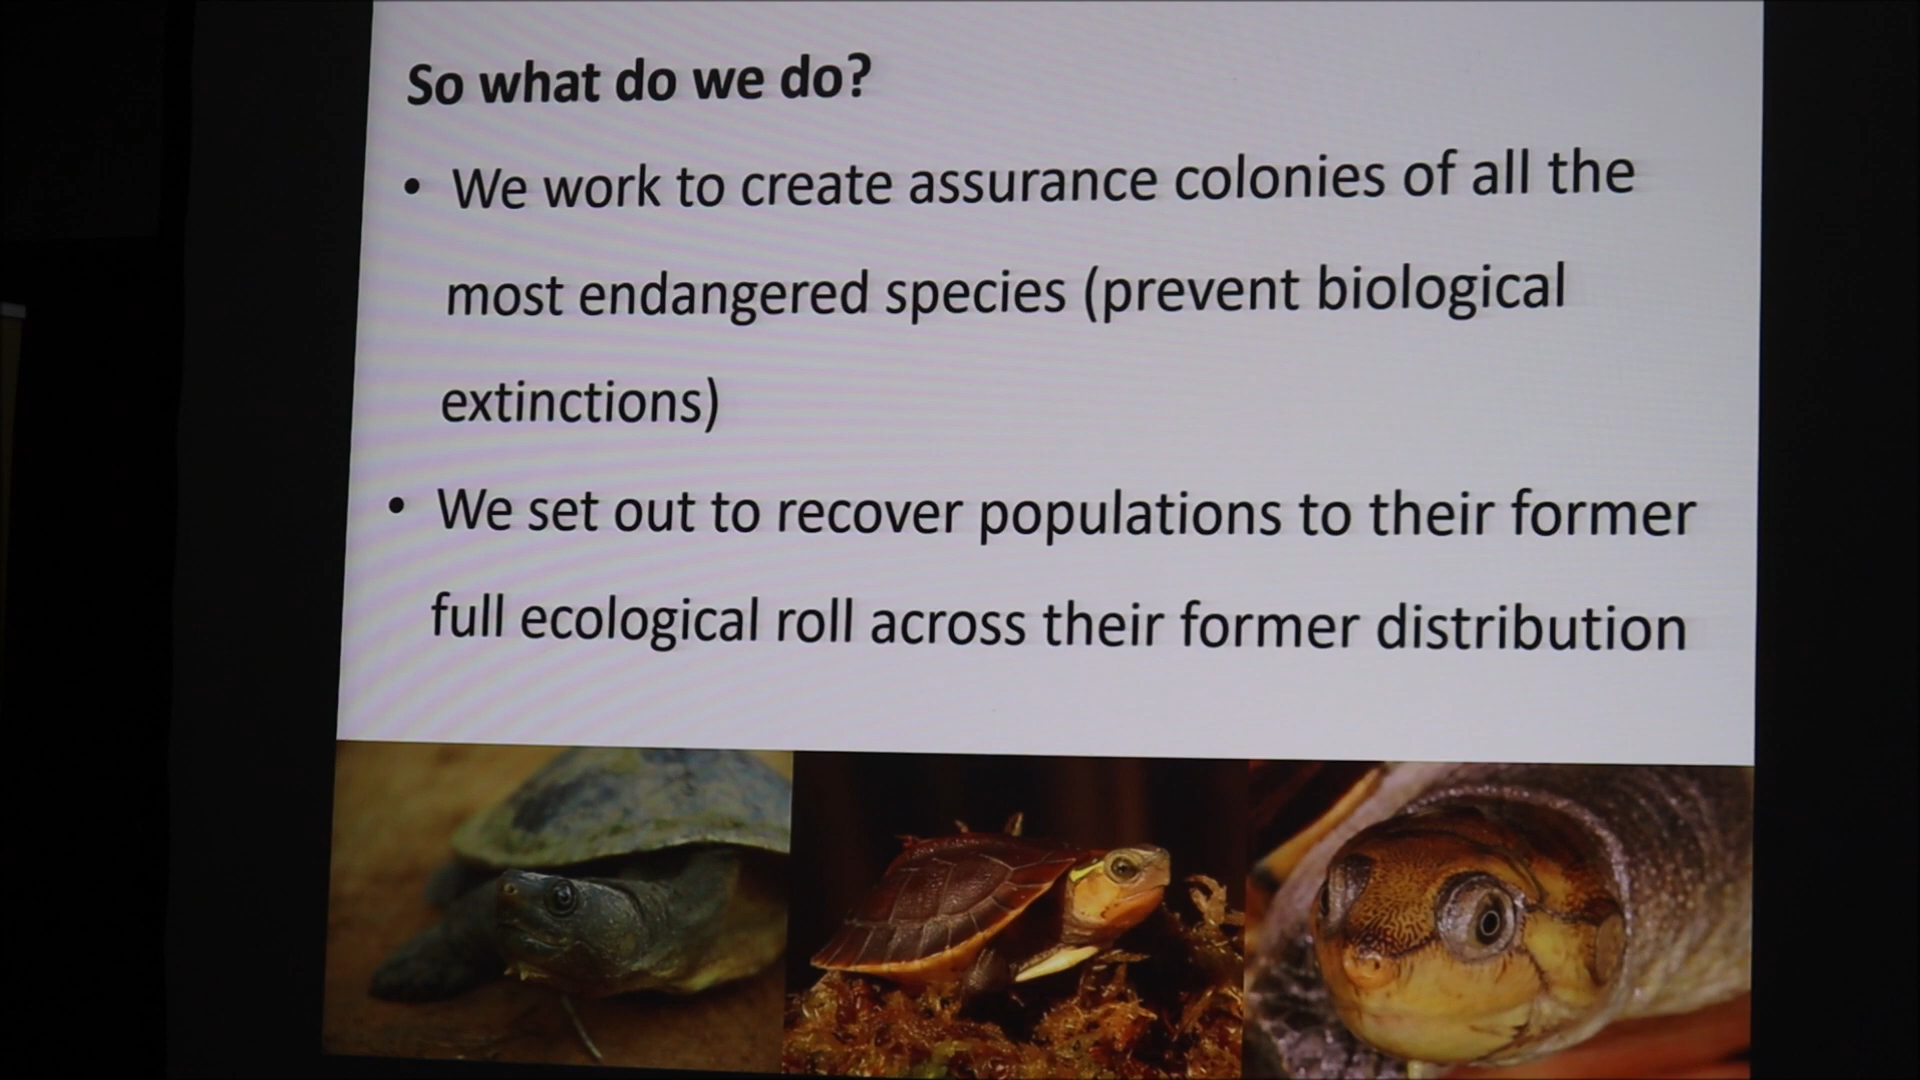 So what do we do?
• We work to create assurance colonies of all the
most endangered species (prevent biological
extinctions)
• We set out to recover populations to their former
full ecological roll across their former distribution